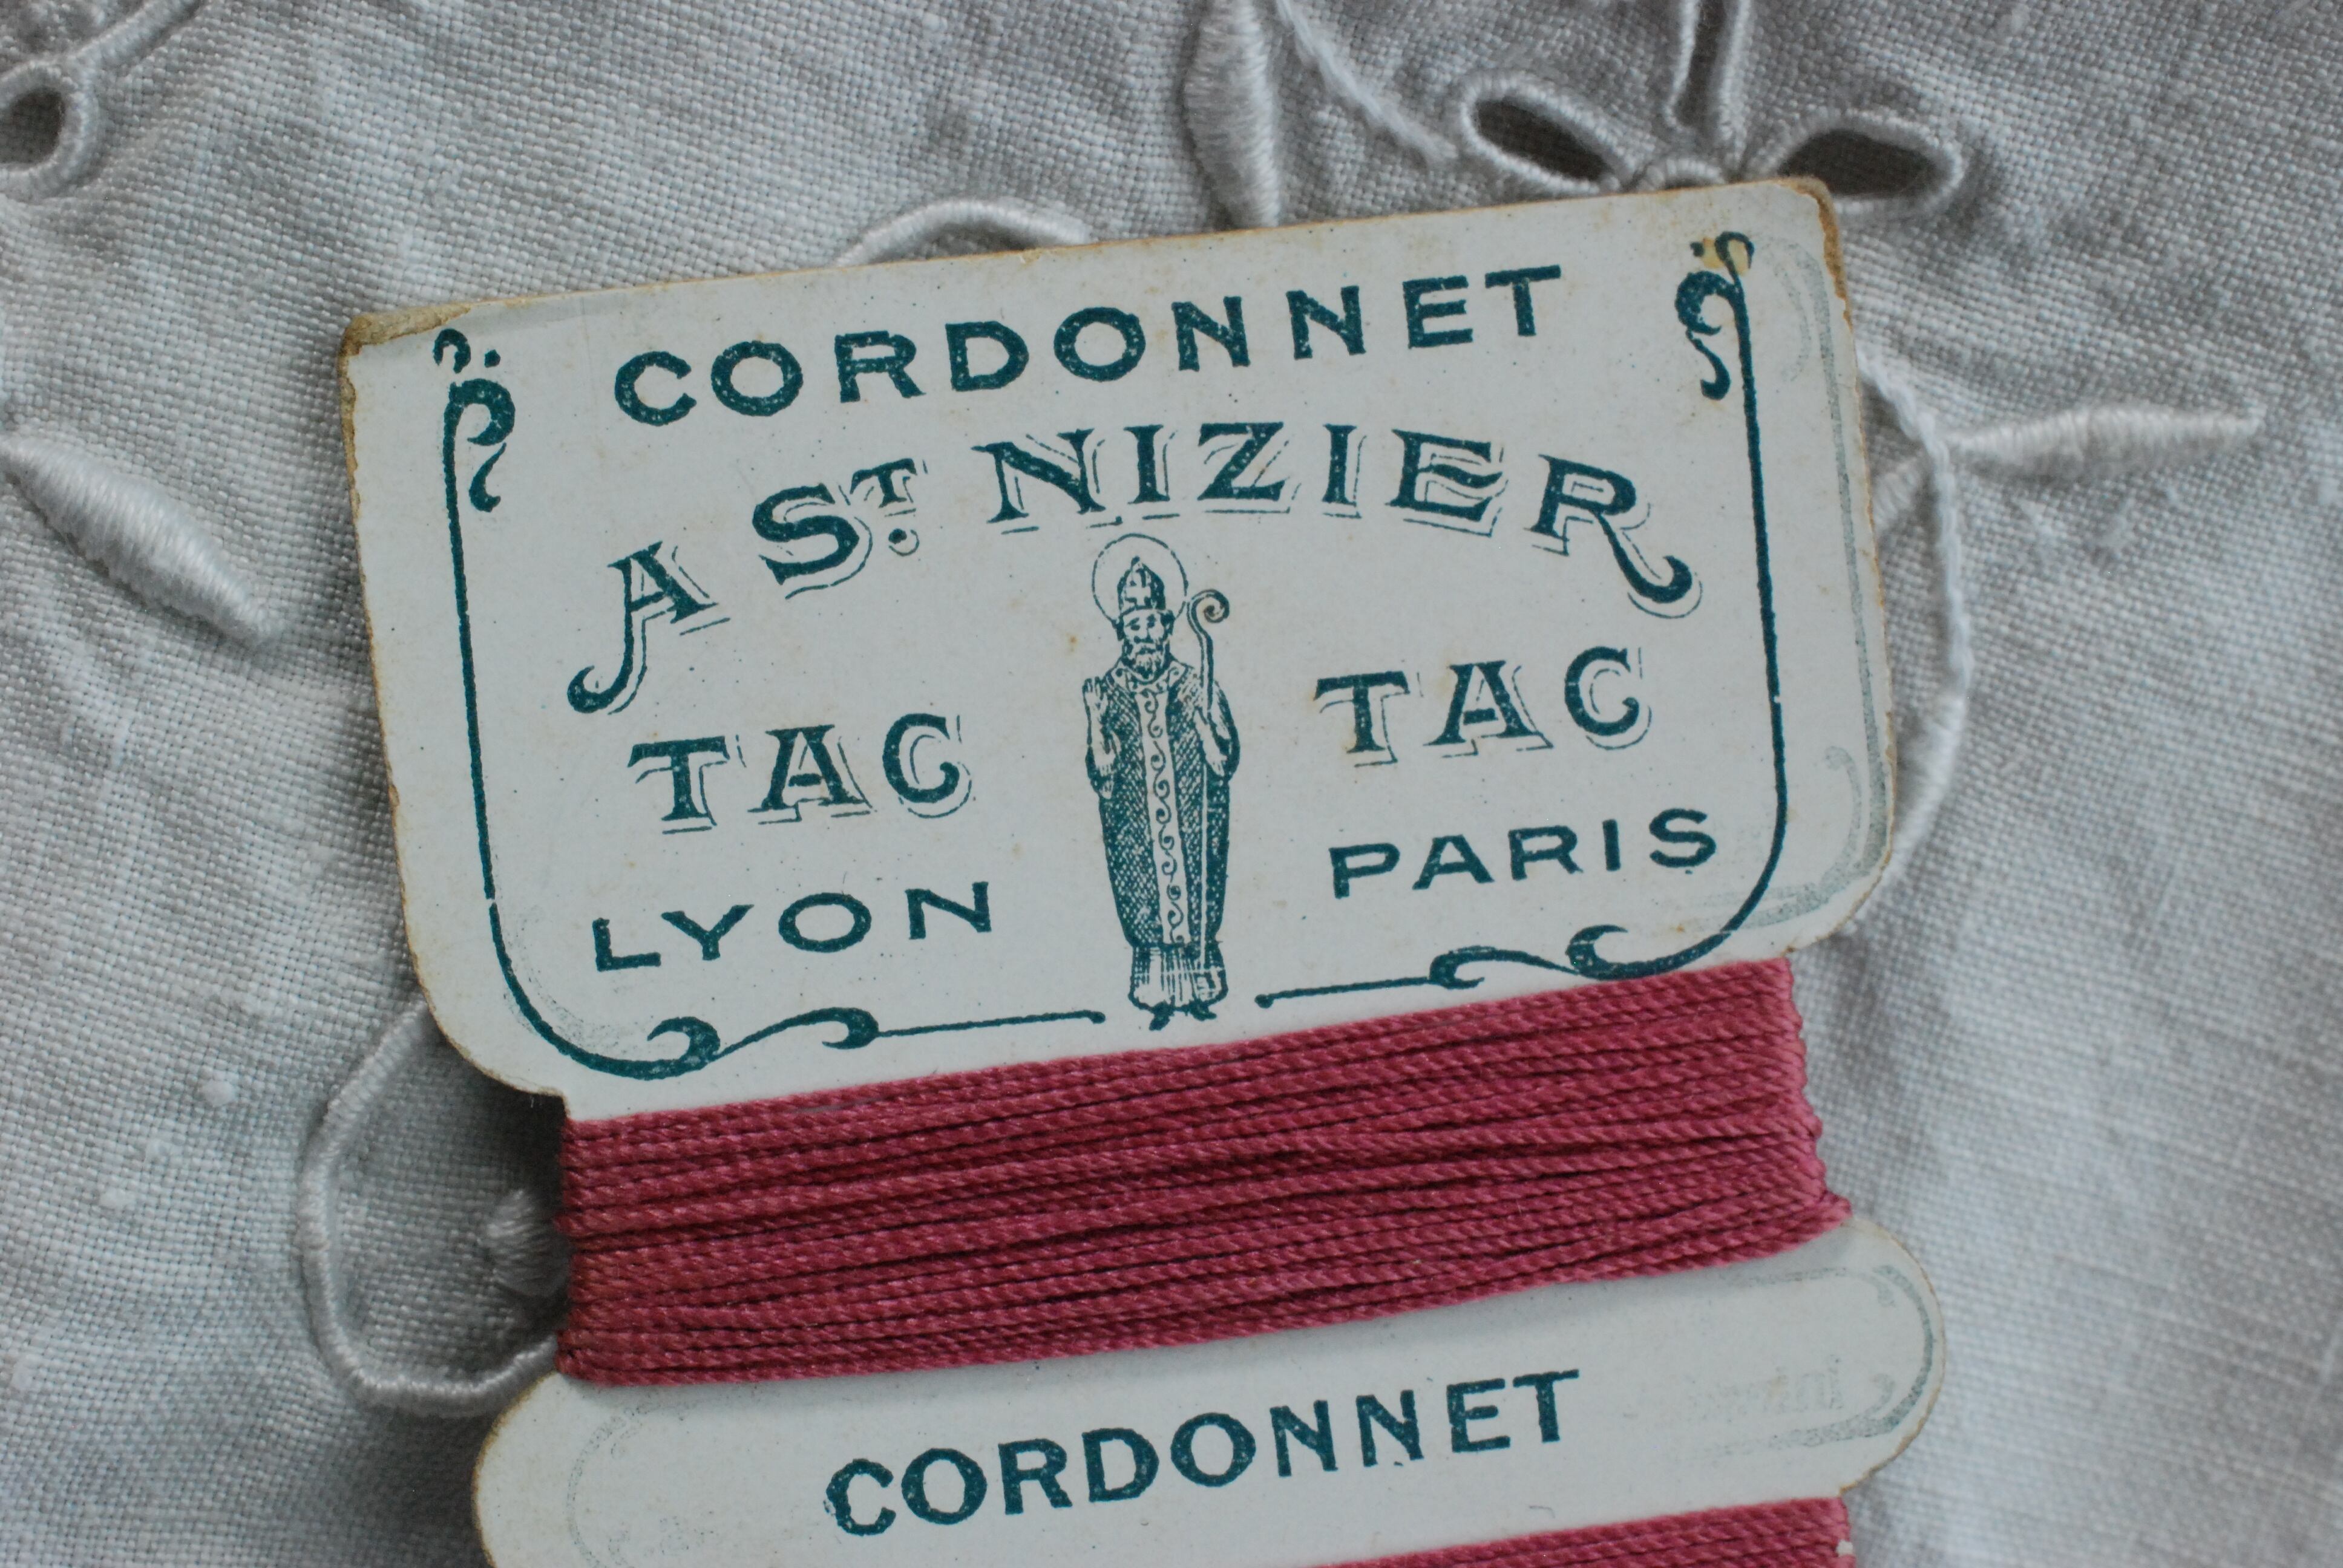 CORDONNET
A ST. NIZIER
TAC TAC
LYON PARIS
CORDONNET